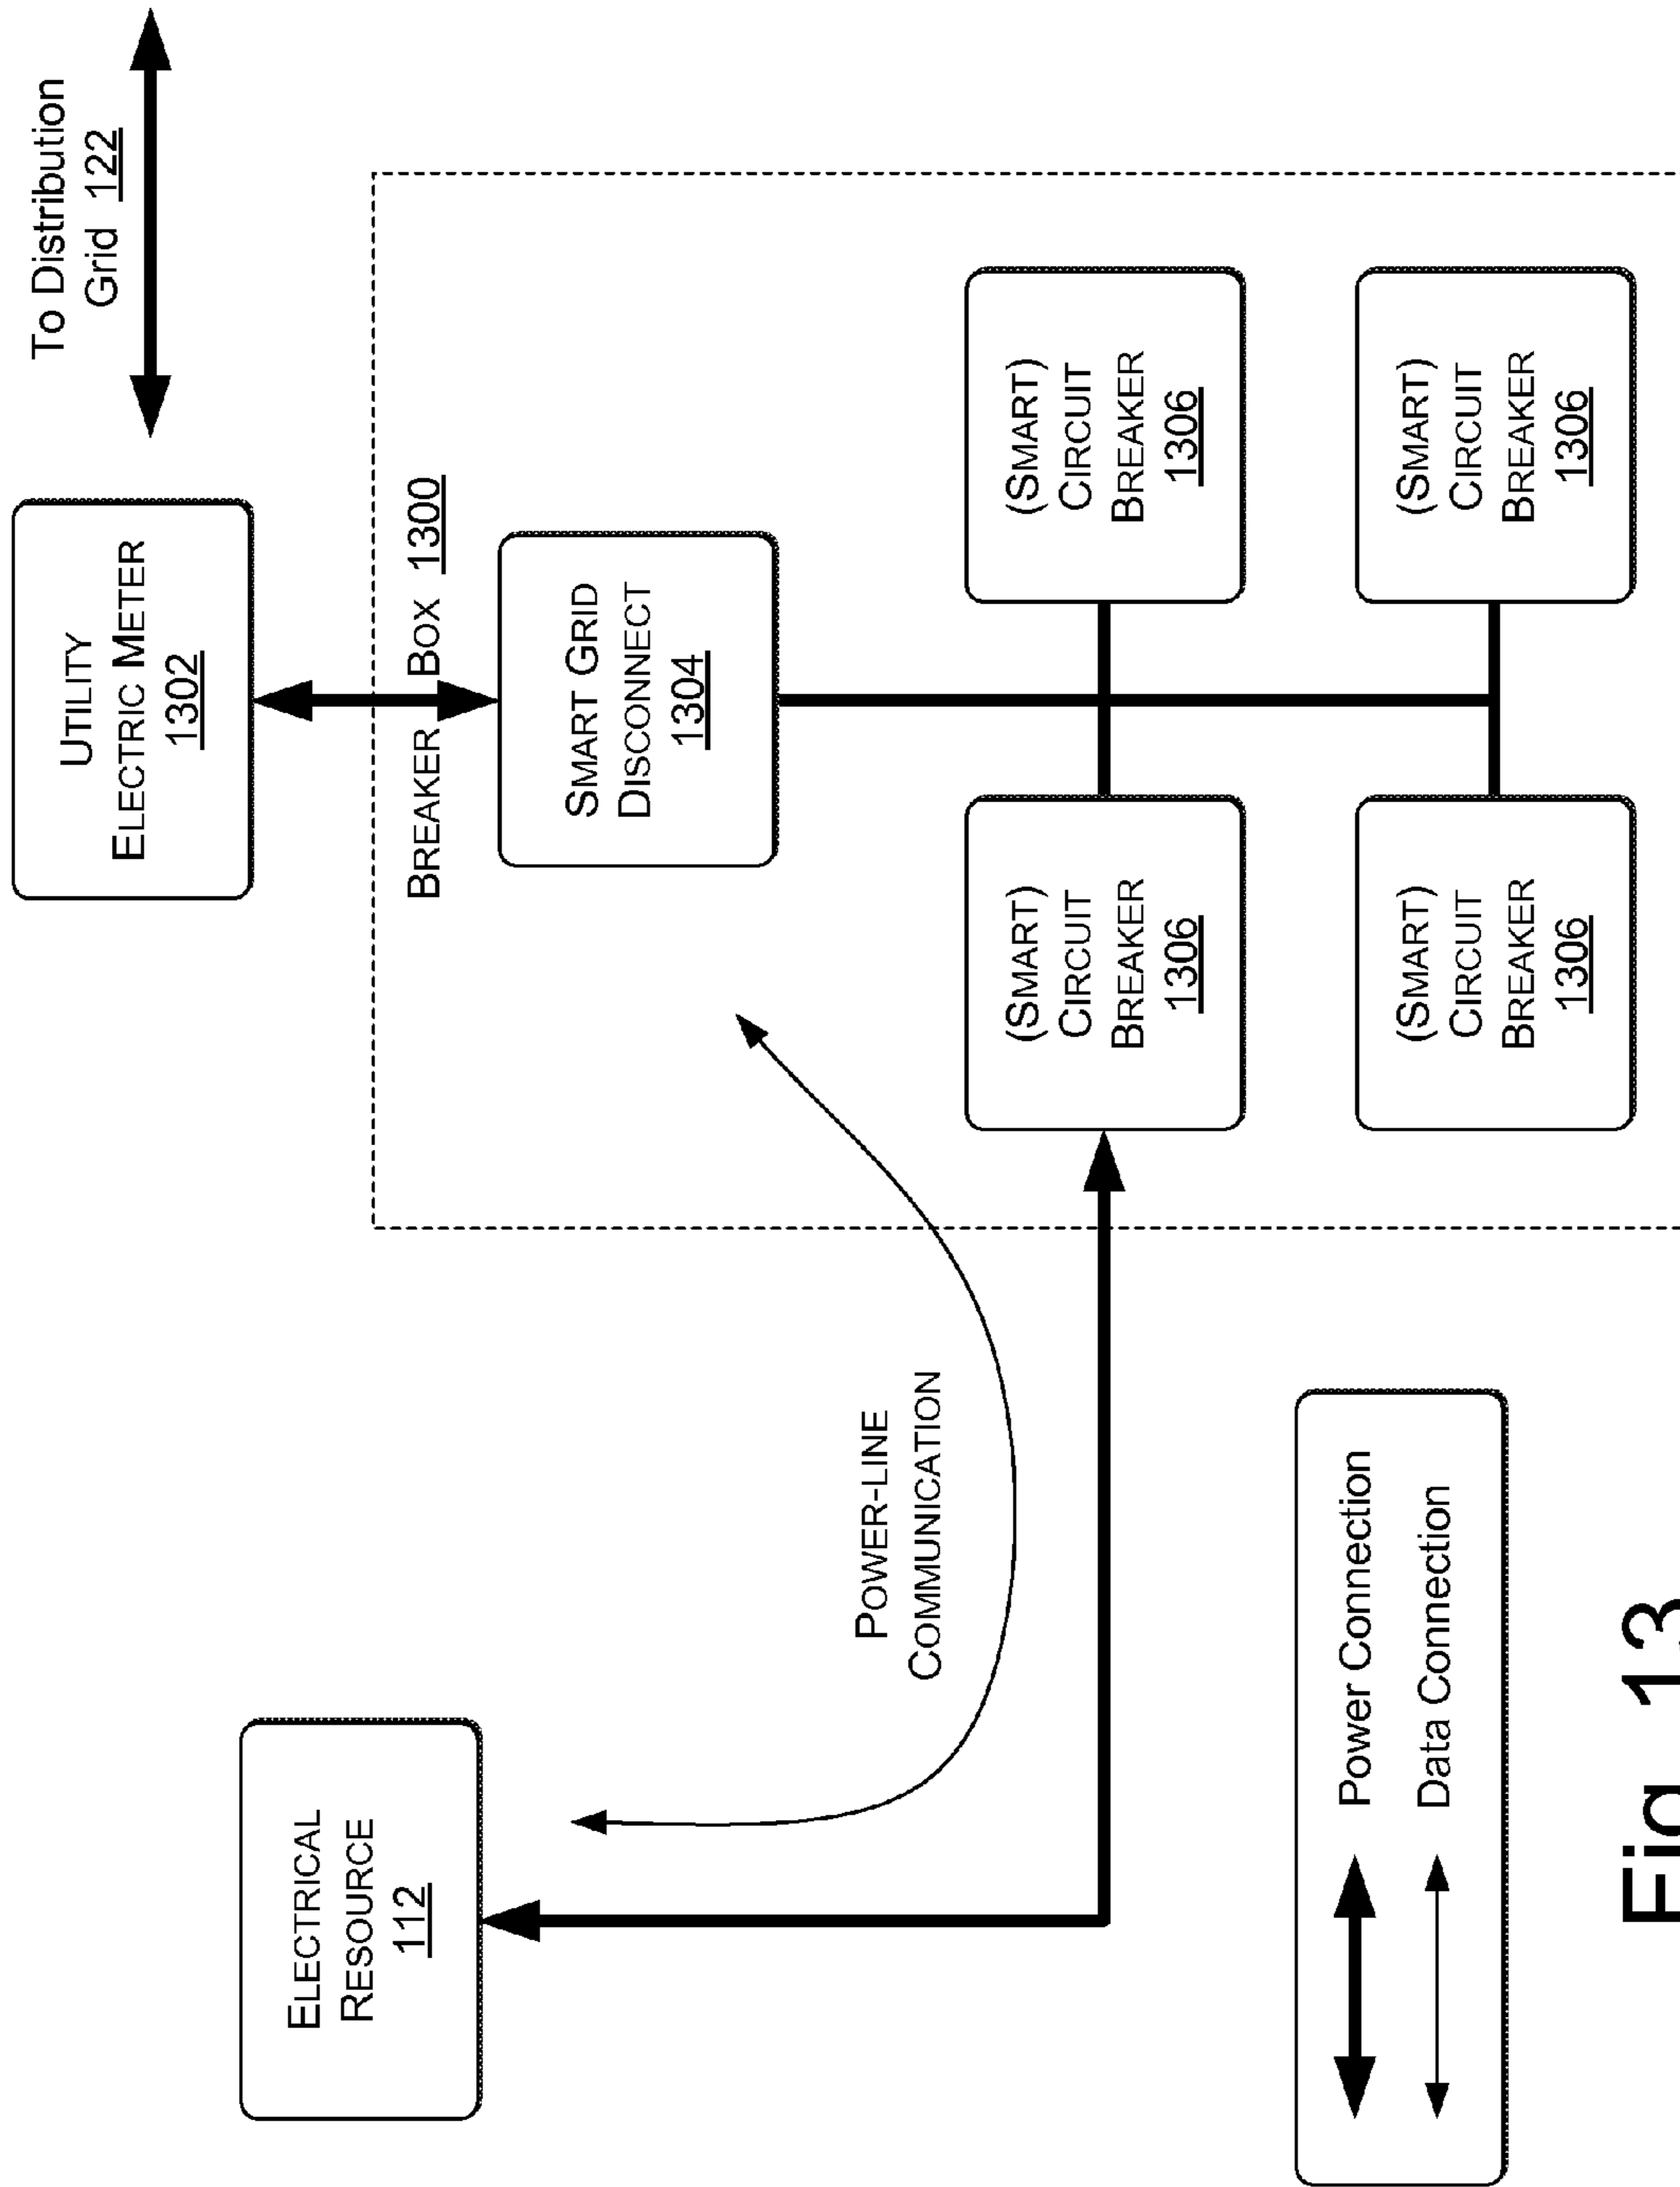 To Distribution
Grid 122
UTILITY
ELECTRIC METER
1302
BREAKER BOX 1300
SMART GRID
DISCONNECT
1304
ELECTRICAL
RESOURCE
112
POWER-LINE
COMMUNICATION
(SMART)
CIRCUIT
BREAKER
1306
(SMART)
CIRCUIT
BREAKER
1306
(SMART)
CIRCUIT
BREAKER
1306
(SMART)
CIRCUIT
BREAKER
1306
Power Connection
Data Connection
Fig. 13